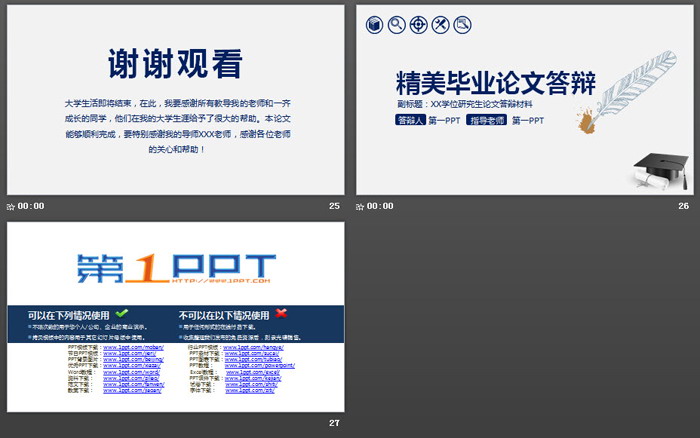 谢谢观看
大学生活即将结束，在此，我要感谢所有教导我的老师和一齐
成长的同学，他们在我的大学生涯给予了很大的帮助。本论文
能够顺利完成，要特别感谢我的导师XXX老师，感谢各位老师
的关心和帮助！
00:00 25
精美毕业论文答辩
副标题：XX学位研究生论文答辩材料
答辩人 第一PPT 指导老师 第一PPT
00:00 26
第1PPT
HTTP://WWW.1PPT.COM
可以在下列情况使用 不可以在以下情况使用
PPT模板下载： www.1ppt.com/moban/ 行业PPT模板： www.1ppt.com/hangye/
节日PPT模板： www.1ppt.com/jieri/ PPT素材下载： www.1ppt.com/sucai/
PPT背景图片： www.1ppt.com/beijing/ PPT图表下载： www.1ppt.com/tubiao/
优秀PPT下载： www.1ppt.com/xiazai/ PPT教程： www.1ppt.com/powerpoint/
Word教程： www.1ppt.com/word/ Excel教程： www.1ppt.com/excel/
资料下载： www.1ppt.com/ziliao/ PPT课件下载： www.1ppt.com/kejian/
范文下载： www.1ppt.com/fanwen/ 试卷下载： www.1ppt.com/shiti/
教案下载： www.1ppt.com/jiaoan/ 字体下载： www.1ppt.com/ziti/
27